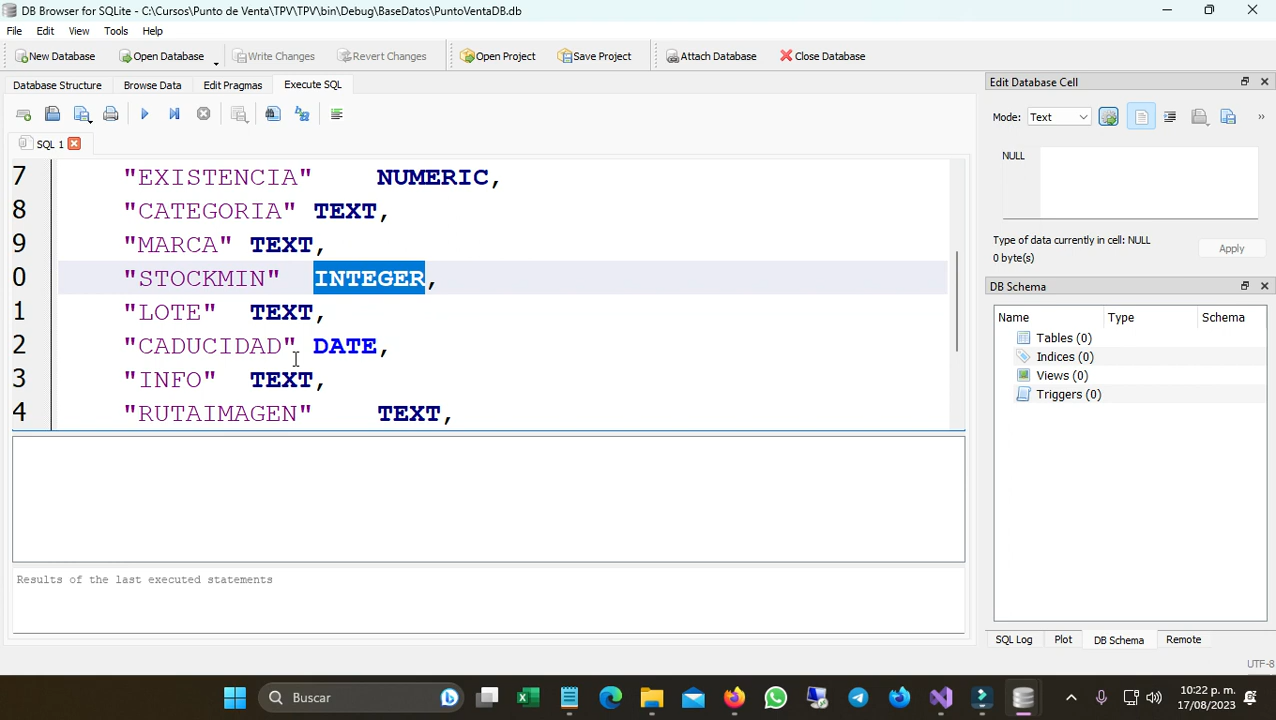 DB Browser for SQLite - C:\Cursos\Punto de Venta\TPV\TPV\bin\Debug\BaseDatos\PuntoVentaDB.db
File Edit View Tools Help
New Database Open Database Write Changes Revert Changes Open Project Save Project Attach Database Close Database
Database Structure Browse Data Edit Pragmas Execute SQL
SQL 1
7 "EXISTENCIA" NUMERIC,
8 "CATEGORIA" TEXT,
9 "MARCA" TEXT,
0 "STOCKMIN" INTEGER,
1 "LOTE" TEXT,
2 "CADUCIDAD" DATE,
3 "INFO" TEXT,
4 "RUTAIMAGEN" TEXT,
Results of the last executed statements
Edit Database Cell
Mode: Text
NULL
Type of data currently in cell: NULL
0 byte(s)
Apply
DB Schema
Name Type
Tables (0)
Indices (0)
Views (0)
Triggers (0)
SQL Log Plot DB Schema Remote
UTF-8
Buscar
10:22 p. m.
17/08/2023